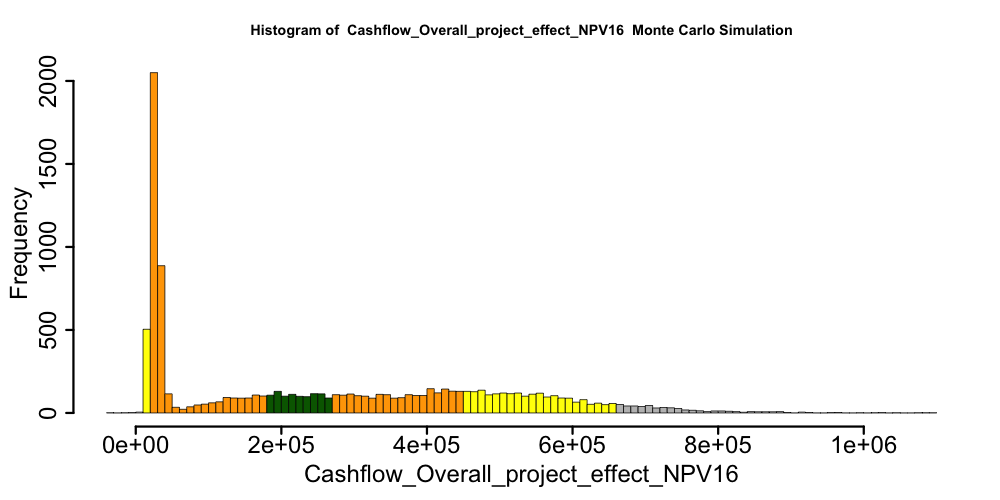 Histogram of  Cashflow_Overall_project_effect_NPV16  Monte Carlo Simulation
Frequency
2000
1500
1000
500
0
0e+00
2e+05
4e+05
6e+05
8e+05
1e+06
Cashflow_Overall_project_effect_NPV16